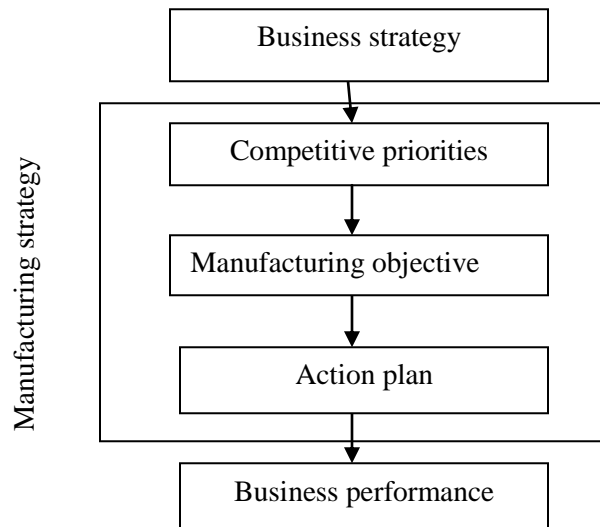 Business strategy
Competitive priorities
Manufacturing objective
Action plan
Business performance
Manufacturing strategy